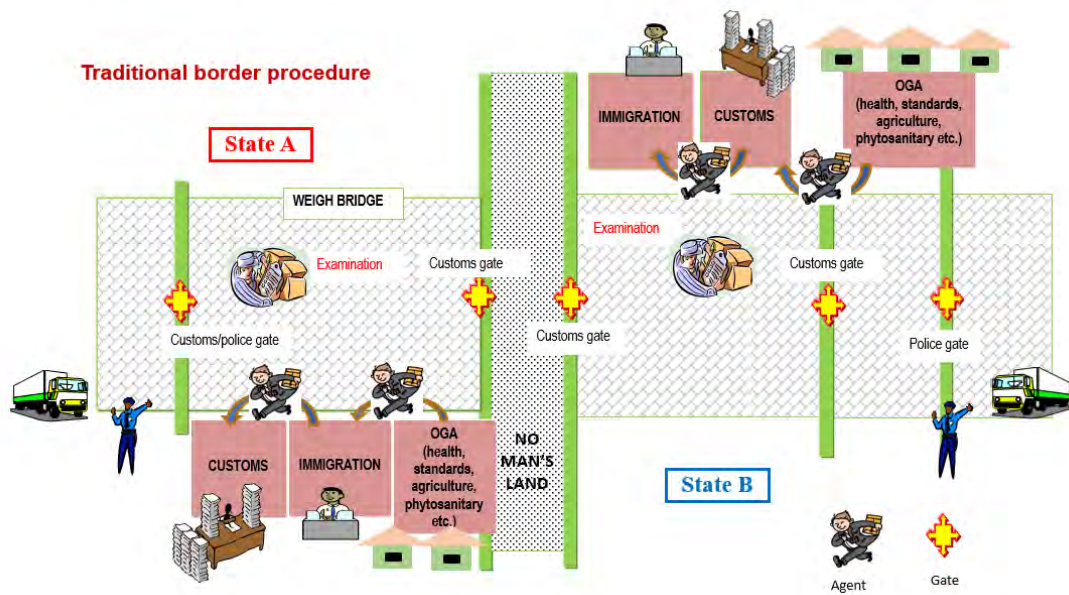 Traditional border procedure
State A
WEIGH BRIDGE
Examination
Customs gate
Customs/police gate
CUSTOMS
IMMIGRATION
OGA
(health,
standards,
agriculture,
phytosanitary
etc.)
NO
MAN'S
LAND
IMMIGRATION
CUSTOMS
OGA
(health, standards,
agriculture,
phytosanitary etc.)
Examination
Customs gate
Customs gate
Police gate
State B
Agent
Gate